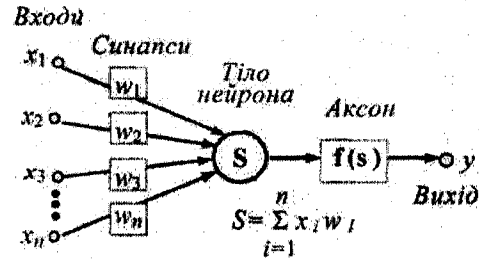 Входи
Синапси
x₁
w₁
Тіло
нейрона
Аксон
x₂
w₂
S
f(s)
y
Вихід
x₃
w₃
xₙ
wₙ
n
S=Σ xᵢ wᵢ
i=1